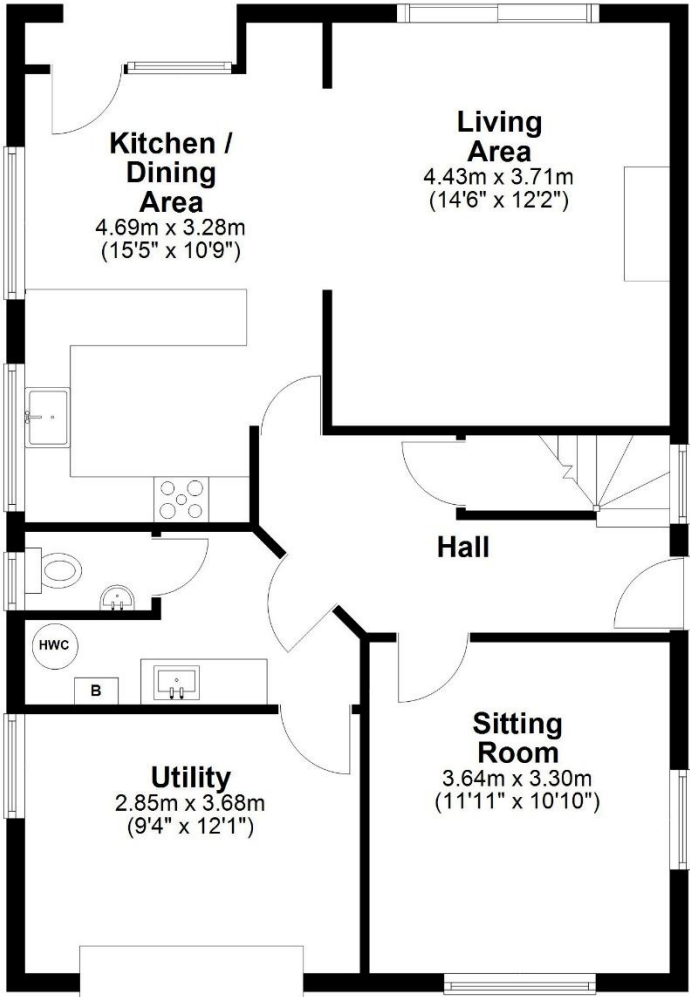 Kitchen /
Dining
Area
4.69m x 3.28m
(15'5" x 10'9")
Living
Area
4.43m x 3.71m
(14'6" x 12'2")
Hall
HWC
B
Utility
2.85m x 3.68m
(9'4" x 12'1")
Sitting
Room
3.64m x 3.30m
(11'11" x 10'10")